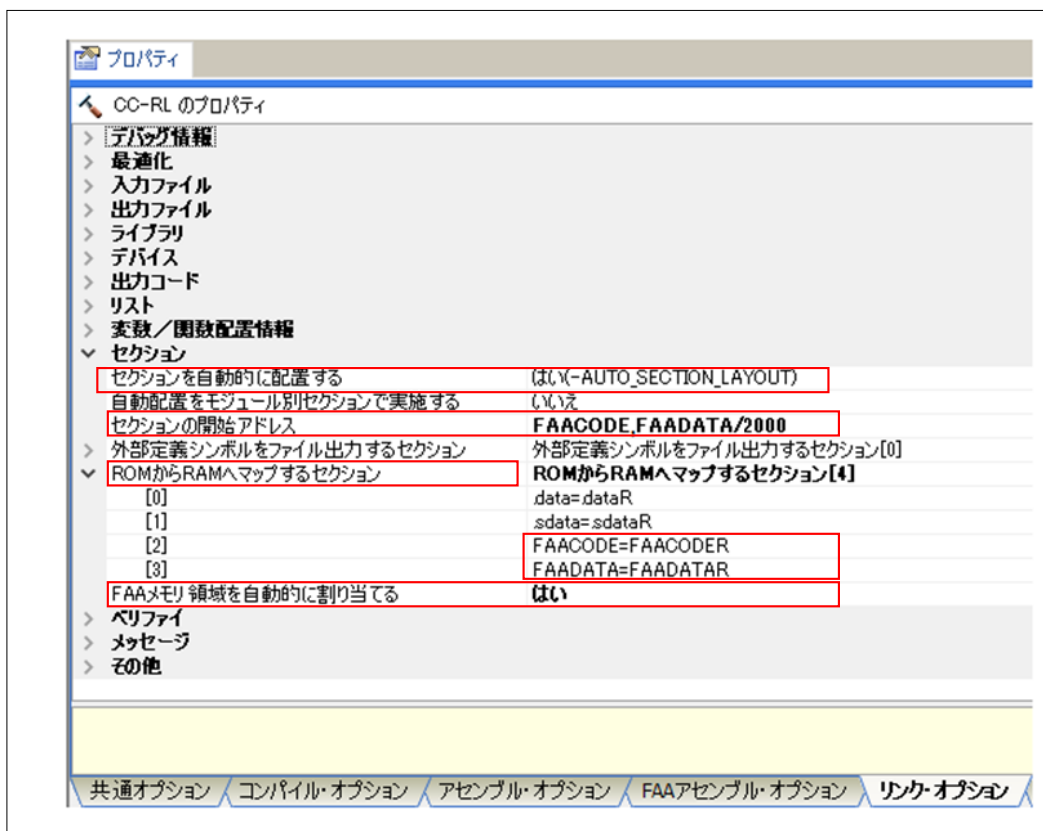 プロパティ
CC-RL のプロパティ
デバッグ情報
最適化
入力ファイル
出力ファイル
ライブラリ
デバイス
出力コード
リスト
変数／関数配置情報
セクション
セクションを自動的に配置する はい(-AUTO_SECTION_LAYOUT)
自動配置をモジュール別セクションで実施する いいえ
セクションの開始アドレス FAACODE,FAADATA/2000
外部定義シンボルをファイル出力するセクション 外部定義シンボルをファイル出力するセクション[0]
ROMからRAMへマップするセクション ROMからRAMへマップするセクション[4]
[0] .data=.dataR
[1] .sdata=.sdataR
[2] FAACODE=FAACODER
[3] FAADATA=FAADATAR
FAAメモリ領域を自動的に割り当てる はい
ベリファイ
メッセージ
その他
共通オプション コンパイル・オプション アセンブル・オプション FAAアセンブル・オプション リンク・オプション